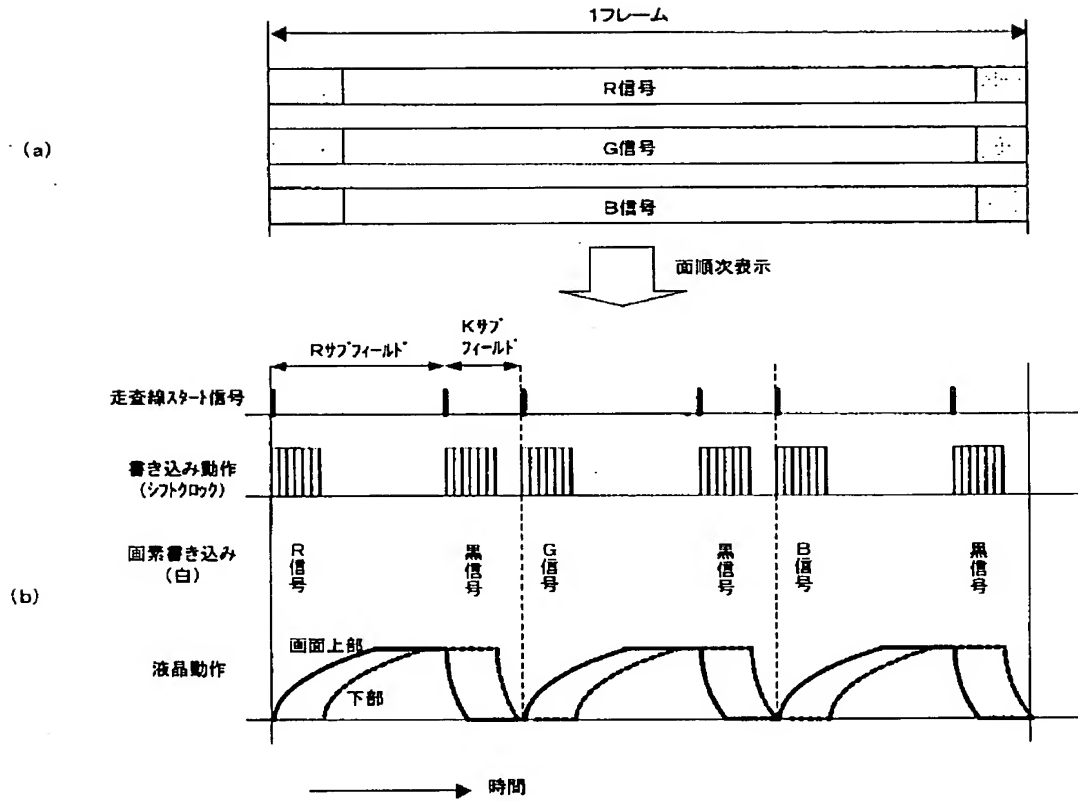 1フレーム
R信号
(a)
G信号
B信号
面順次表示
Rサブフィールド
Kサブ
フィールド
走査線スタート信号
書き込み動作
(シフトクロック)
画素書き込み
(白)
R信号
黒信号
G信号
黒信号
B信号
黒信号
(b)
画面上部
液晶動作
下部
時間